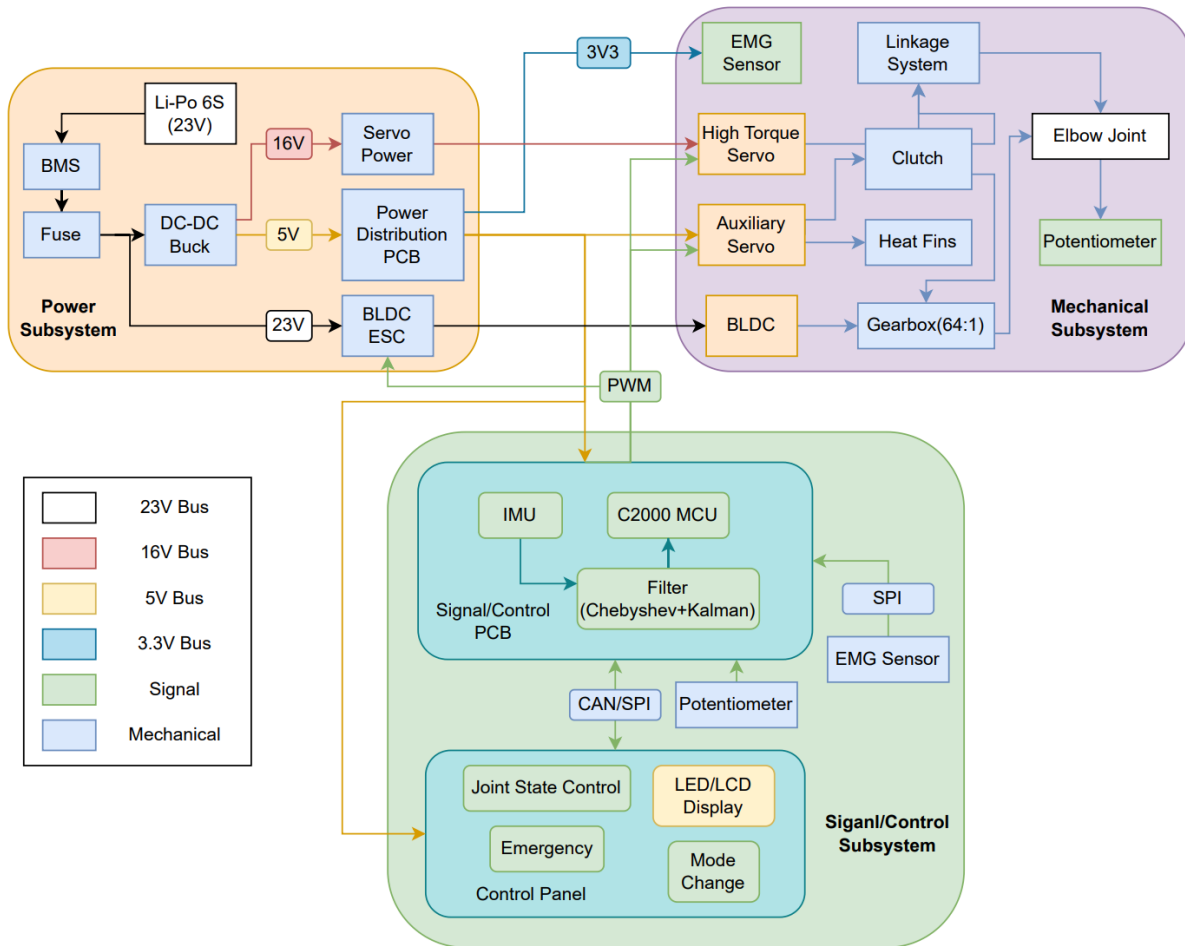 3V3
EMG
Sensor
Linkage
System
Li-Po 6S
(23V)
16V
Servo
Power
High Torque
Servo
Clutch
Elbow Joint
BMS
Fuse
DC-DC
Buck
5V
Power
Distribution
PCB
Auxiliary
Servo
Heat Fins
Potentiometer
Power
Subsystem
23V
BLDC
ESC
BLDC
Gearbox(64:1)
Mechanical
Subsystem
PWM
23V Bus
16V Bus
5V Bus
3.3V Bus
Signal
Mechanical
IMU
C2000 MCU
Filter
(Chebyshev+Kalman)
Signal/Control
PCB
SPI
EMG Sensor
CAN/SPI
Potentiometer
Joint State Control
LED/LCD
Display
Emergency
Mode
Change
Control Panel
Siganl/Control
Subsystem